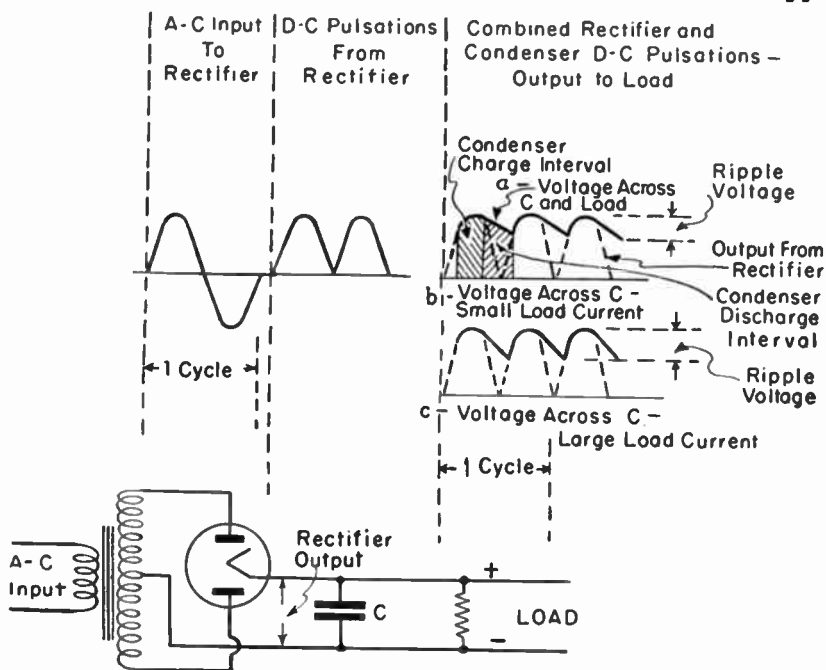 A-C Input
To
Rectifier
D-C Pulsations
From
Rectifier
Combined Rectifier and
Condenser D-C Pulsations –
Output to Load
Condenser
Charge Interval
a – Voltage Across
C and Load
Ripple
Voltage
Output From
Rectifier
b – Voltage Across C –
Small Load Current
Condenser
Discharge
Interval
1 Cycle
Ripple
Voltage
c – Voltage Across C –
Large Load Current
1 Cycle
A-C
Input
Rectifier
Output
C
+
LOAD
–